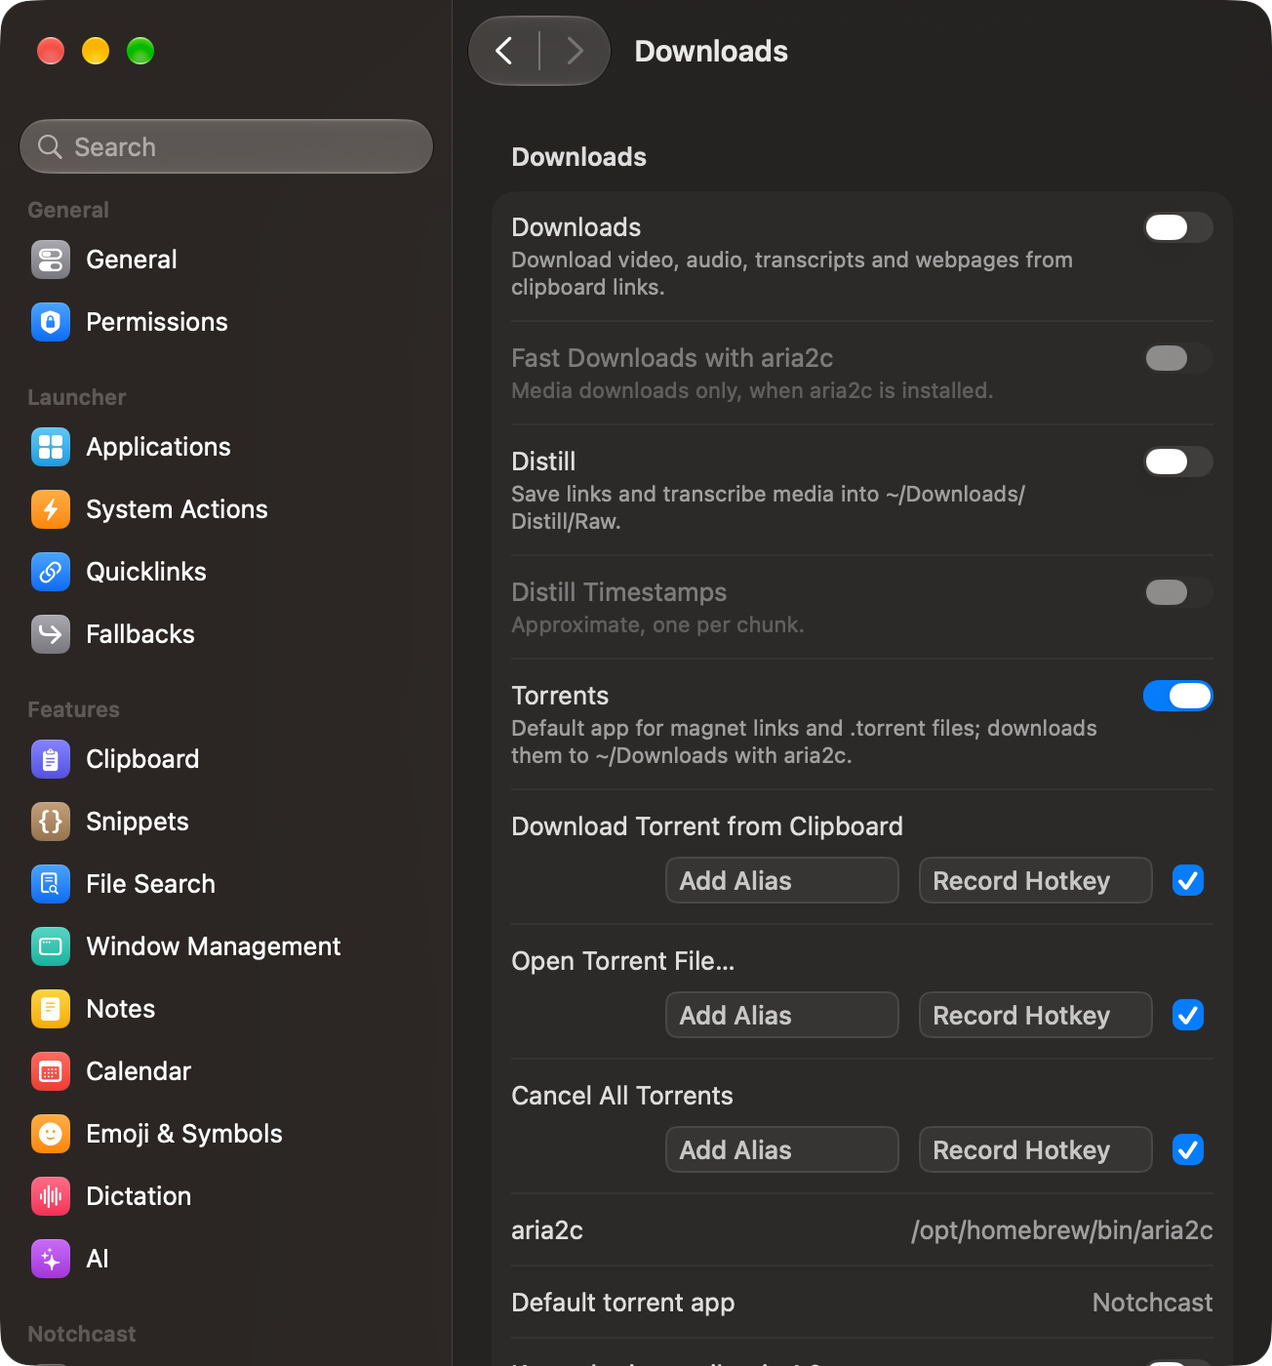 Downloads
Search
General
General
Permissions
Launcher
Applications
System Actions
Quicklinks
Fallbacks
Features
Clipboard
Snippets
File Search
Window Management
Notes
Calendar
Emoji & Symbols
Dictation
AI
Notchcast
Downloads
Downloads
Download video, audio, transcripts and webpages from
clipboard links.
Fast Downloads with aria2c
Media downloads only, when aria2c is installed.
Distill
Save links and transcribe media into ~/Downloads/
Distill/Raw.
Distill Timestamps
Approximate, one per chunk.
Torrents
Default app for magnet links and .torrent files; downloads
them to ~/Downloads with aria2c.
Download Torrent from Clipboard
Add Alias Record Hotkey
Open Torrent File...
Add Alias Record Hotkey
Cancel All Torrents
Add Alias Record Hotkey
aria2c /opt/homebrew/bin/aria2c
Default torrent app Notchcast